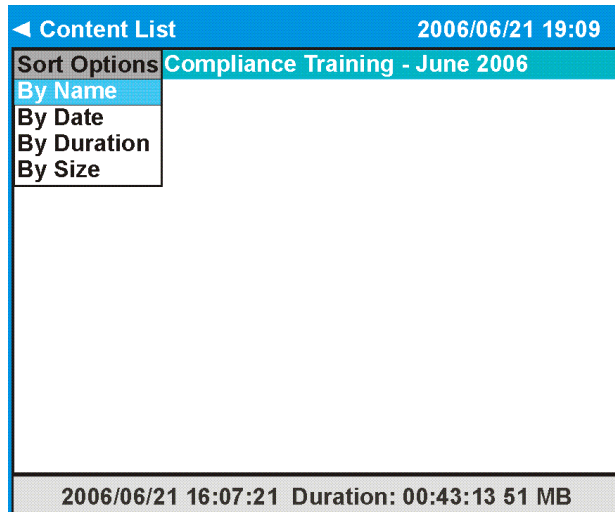 ◄ Content List 2006/06/21 19:09
Sort Options Compliance Training - June 2006
By Name
By Date
By Duration
By Size
2006/06/21 16:07:21 Duration: 00:43:13 51 MB